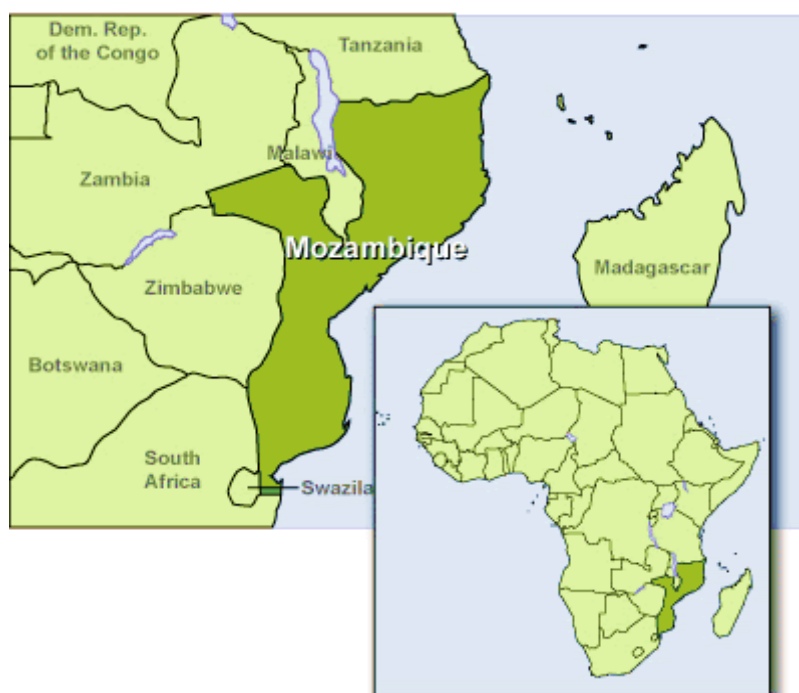 Dem. Rep.
of the Congo
Tanzania
Malawi
Zambia
Mozambique
Madagascar
Zimbabwe
Botswana
South
Africa
Swazila